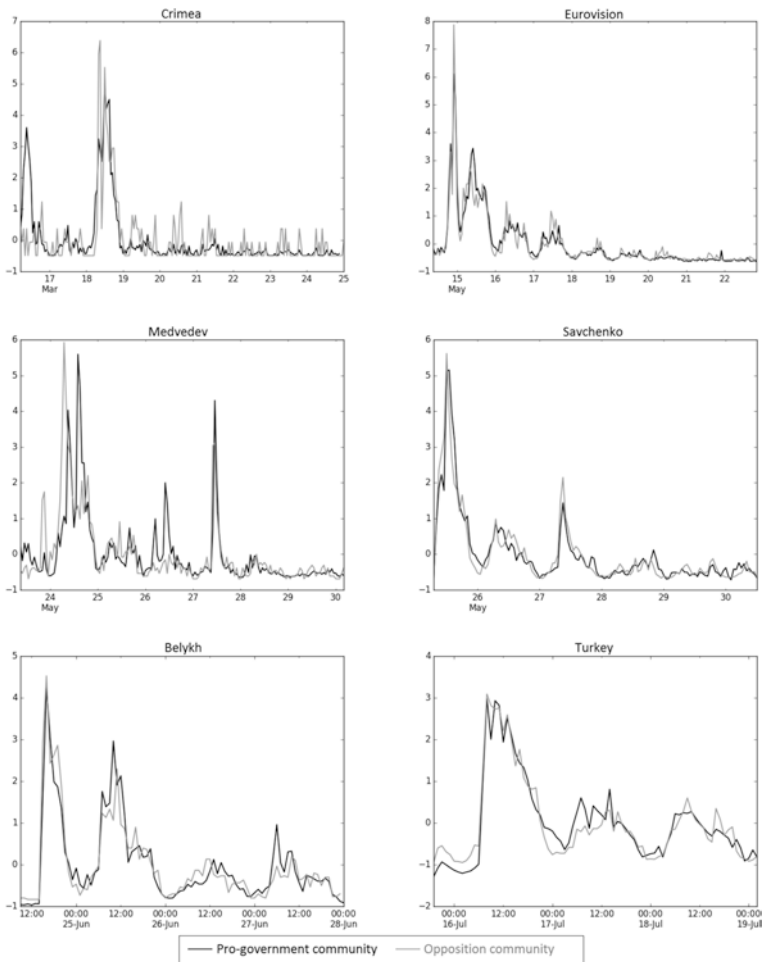 Crimea
7
6
5
4
3
2
1
0
−1
17 18 19 20 21 22 23 24 25
Mar
Eurovision
8
7
6
5
4
3
2
1
0
−1
15 16 17 18 19 20 21 22
May
Medvedev
6
5
4
3
2
1
0
−1
24 25 26 27 28 29 30
May
Savchenko
6
5
4
3
2
1
0
−1
26 27 28 29 30
May
Belykh
5
4
3
2
1
0
−1
12:00 00:00 12:00 00:00 12:00 00:00 12:00 00:00
25-Jun 26-Jun 27-Jun 28-Jun
Turkey
4
3
2
1
0
−1
−2
00:00 12:00 00:00 12:00 00:00 12:00 00:00
16-Jul 17-Jul 18-Jul 19-Jul
Pro-government community Opposition community